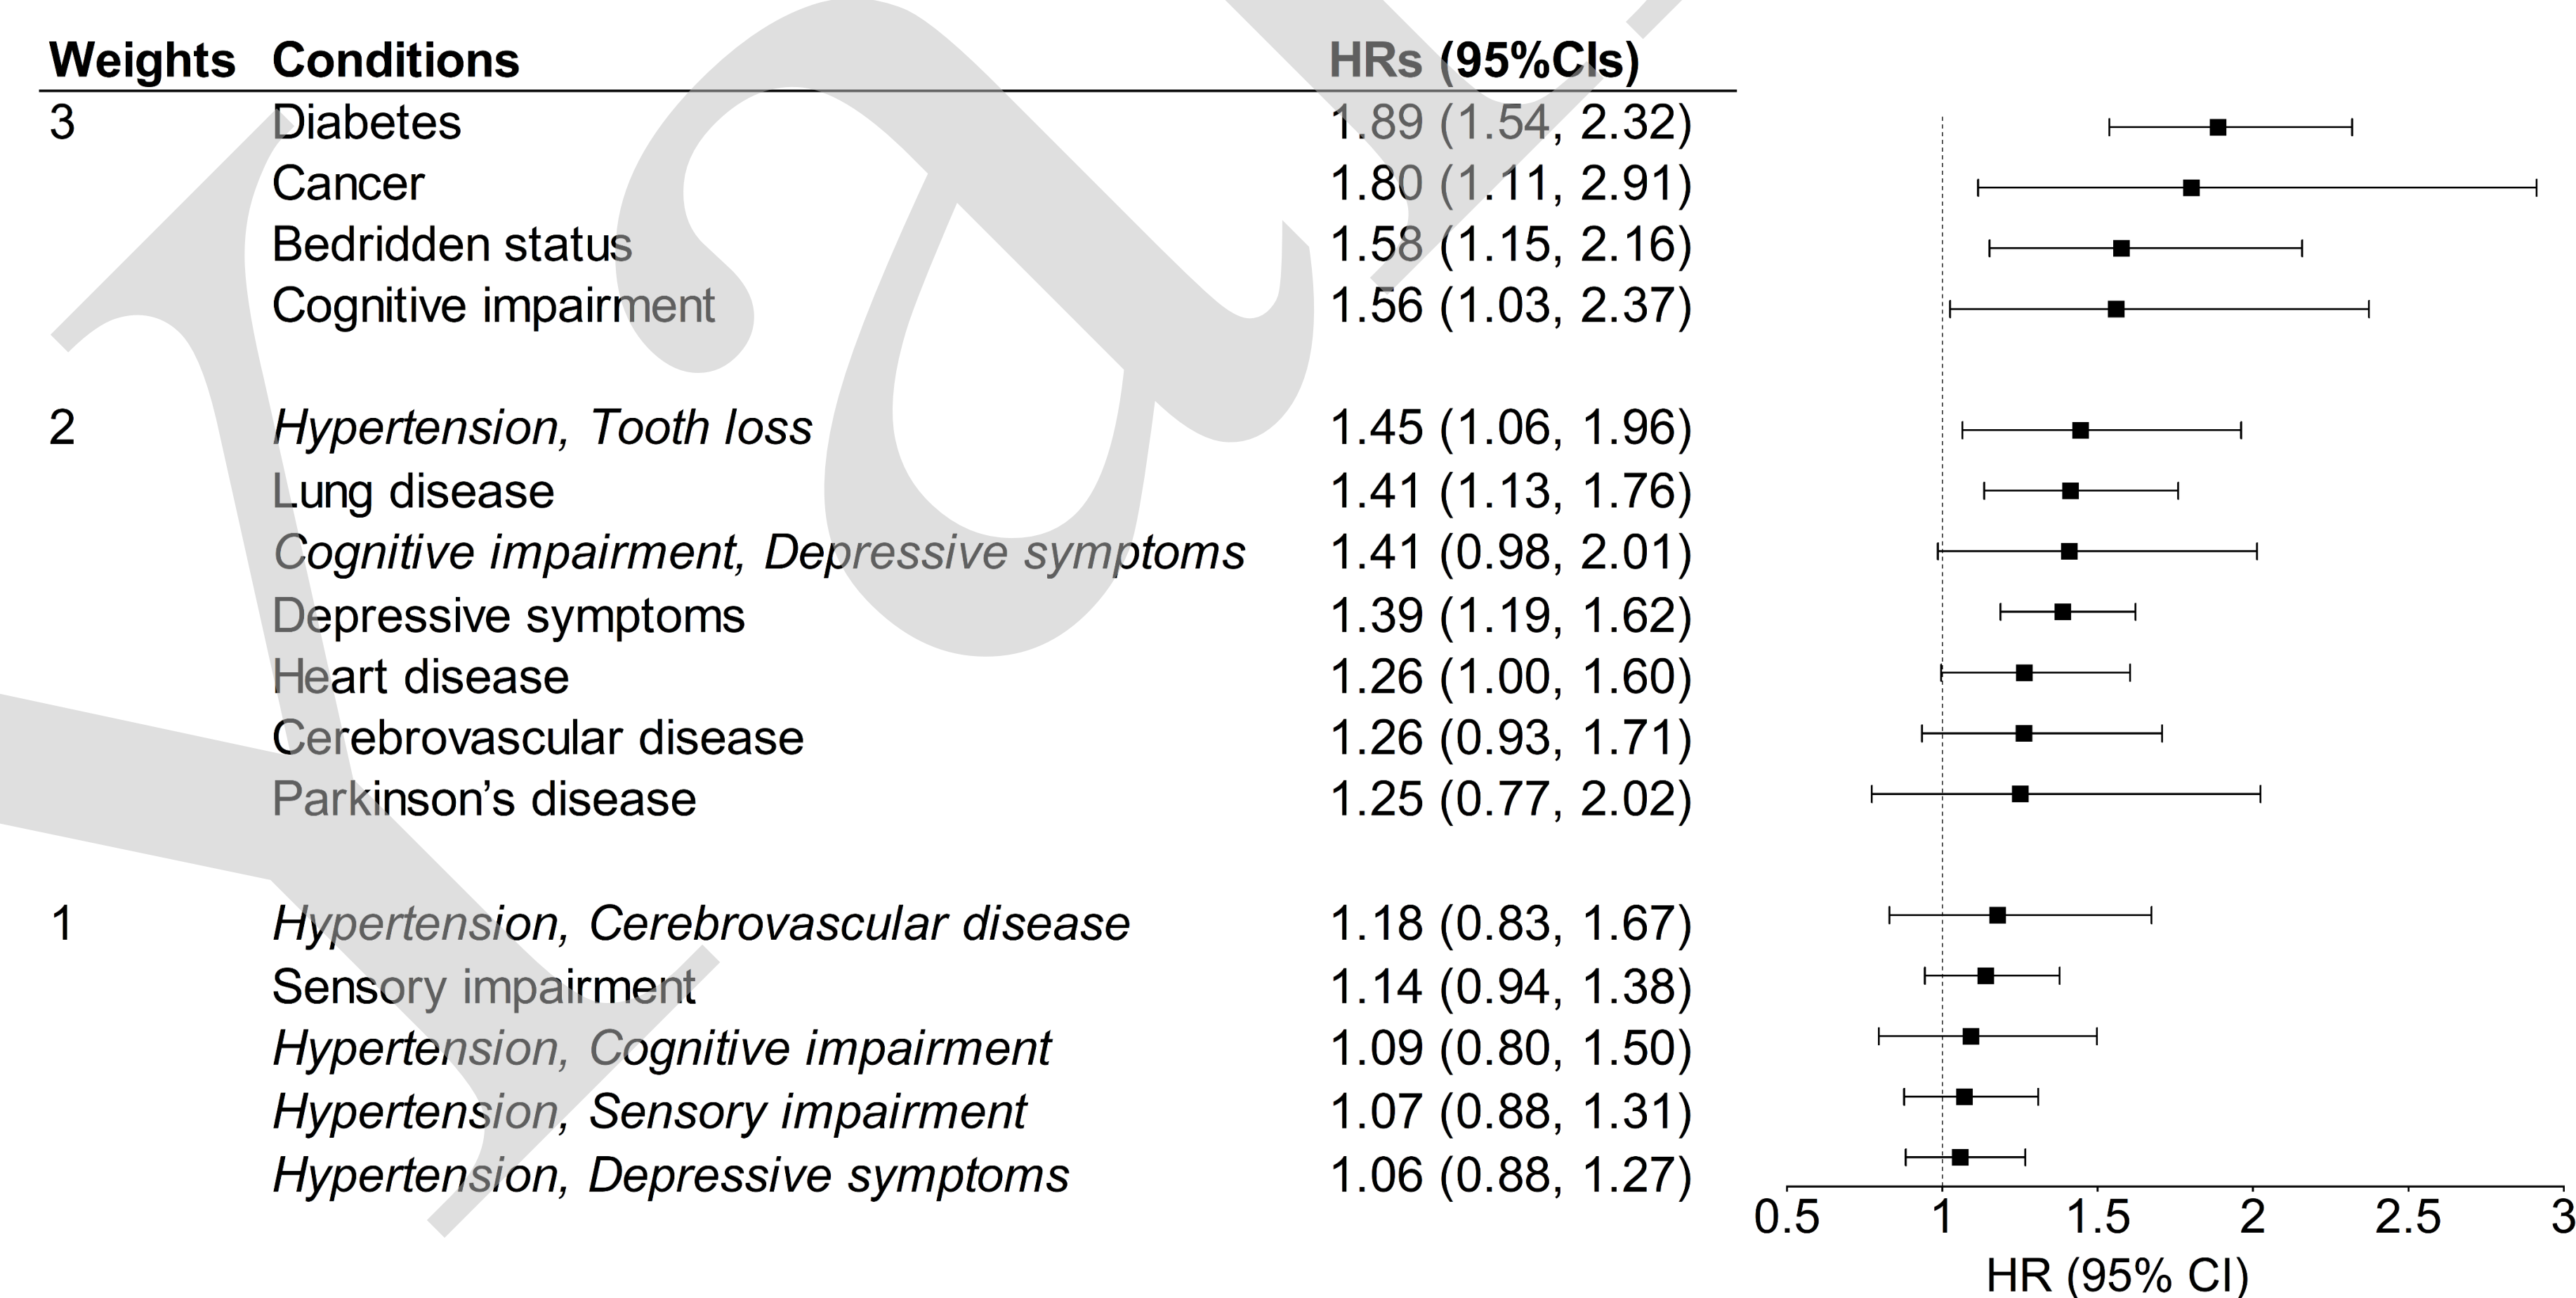 Weights Conditions HRs (95%CIs)
3 Diabetes 1.89 (1.54, 2.32)
Cancer 1.80 (1.11, 2.91)
Bedridden status 1.58 (1.15, 2.16)
Cognitive impairment 1.56 (1.03, 2.37)
2 Hypertension, Tooth loss 1.45 (1.06, 1.96)
Lung disease 1.41 (1.13, 1.76)
Cognitive impairment, Depressive symptoms 1.41 (0.98, 2.01)
Depressive symptoms 1.39 (1.19, 1.62)
Heart disease 1.26 (1.00, 1.60)
Cerebrovascular disease 1.26 (0.93, 1.71)
Parkinson’s disease 1.25 (0.77, 2.02)
1 Hypertension, Cerebrovascular disease 1.18 (0.83, 1.67)
Sensory impairment 1.14 (0.94, 1.38)
Hypertension, Cognitive impairment 1.09 (0.80, 1.50)
Hypertension, Sensory impairment 1.07 (0.88, 1.31)
Hypertension, Depressive symptoms 1.06 (0.88, 1.27)
0.5 1 1.5 2 2.5 3
HR (95% CI)